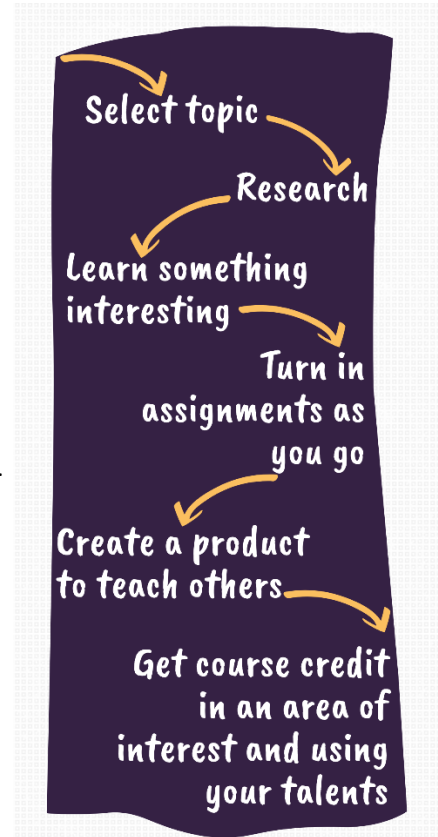 Select topic
Research
Learn something
interesting
Turn in
assignments as
you go
Create a product
to teach others
Get course credit
in an area of
interest and using
your talents